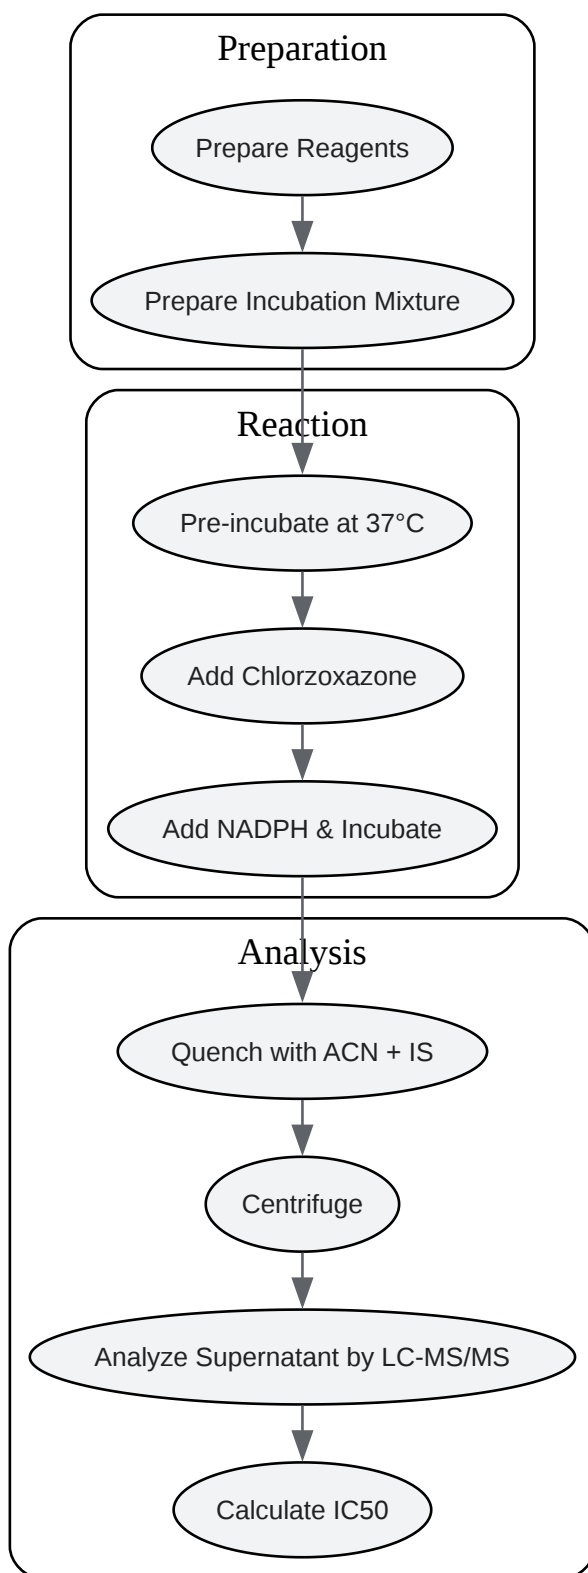 Preparation
Prepare Reagents
Prepare Incubation Mixture
Reaction
Pre-incubate at 37°C
Add Chlorzoxazone
Add NADPH & Incubate
Analysis
Quench with ACN + IS
Centrifuge
Analyze Supernatant by LC-MS/MS
Calculate IC50